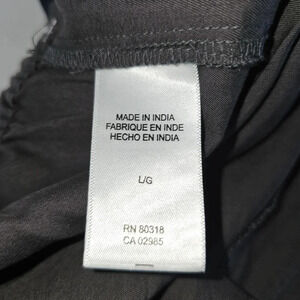 MADE IN INDIA
FABRIQUE EN INDE
HECHO EN INDIA
L/G
RN 80318
CA 02985